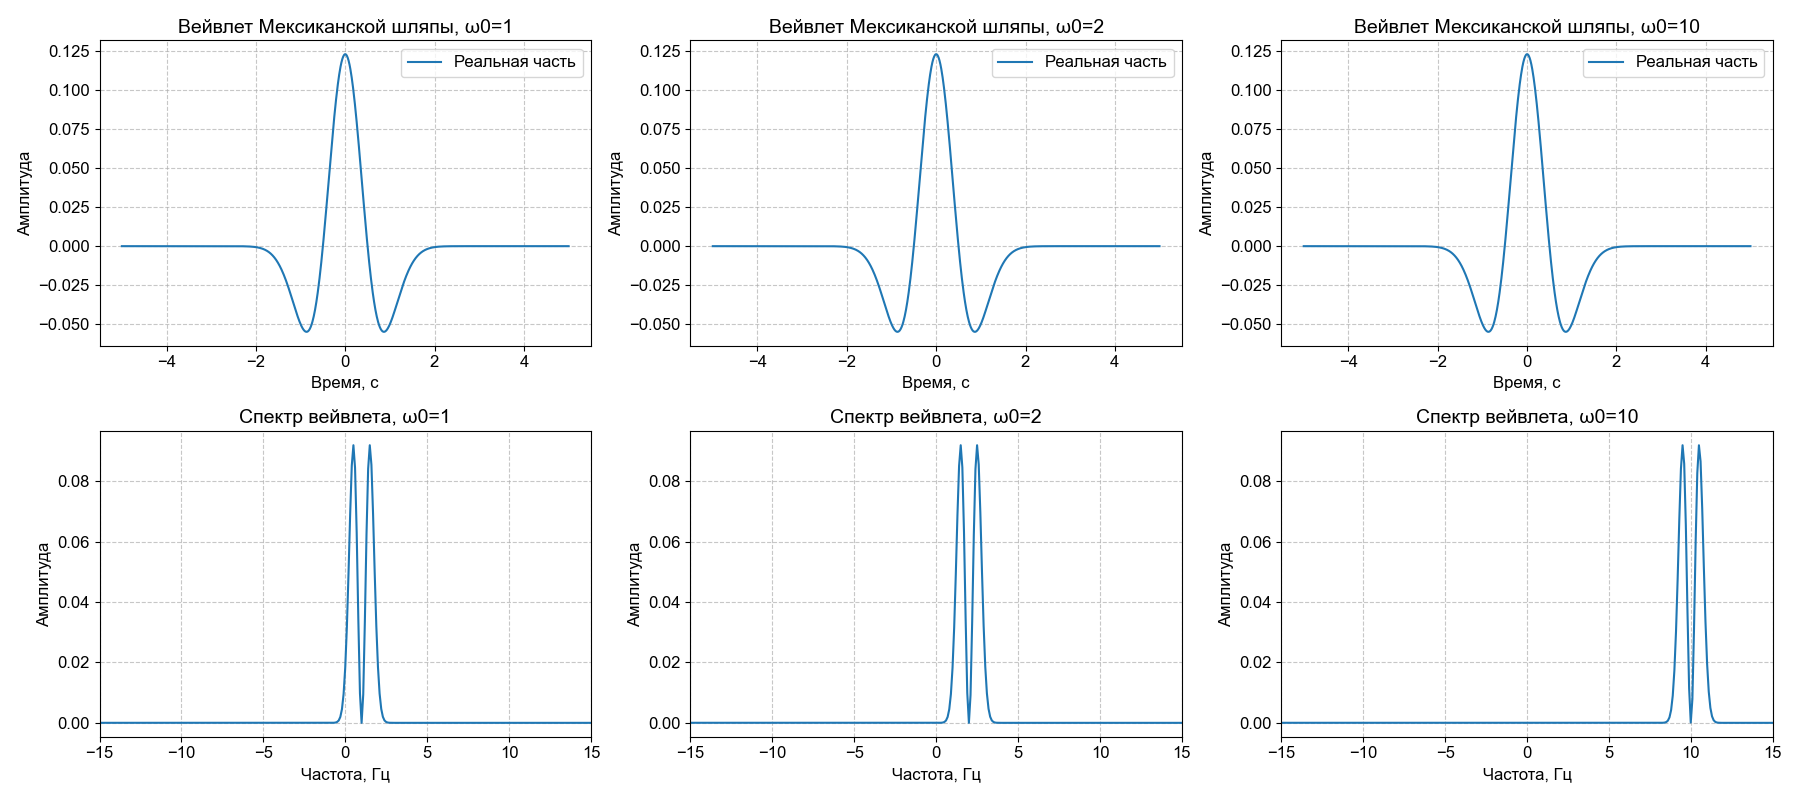 Вейвлет Мексиканской шляпы, ω0=1
Реальная часть
0.125
0.100
0.075
0.050
0.025
0.000
−0.025
−0.050
Амплитуда
−4 −2 0 2 4
Время, с
Вейвлет Мексиканской шляпы, ω0=2
Реальная часть
0.125
0.100
0.075
0.050
0.025
0.000
−0.025
−0.050
Амплитуда
−4 −2 0 2 4
Время, с
Вейвлет Мексиканской шляпы, ω0=10
Реальная часть
0.125
0.100
0.075
0.050
0.025
0.000
−0.025
−0.050
Амплитуда
−4 −2 0 2 4
Время, с
Спектр вейвлета, ω0=1
0.08
0.06
0.04
0.02
0.00
Амплитуда
−15 −10 −5 0 5 10 15
Частота, Гц
Спектр вейвлета, ω0=2
0.08
0.06
0.04
0.02
0.00
Амплитуда
−15 −10 −5 0 5 10 15
Частота, Гц
Спектр вейвлета, ω0=10
0.08
0.06
0.04
0.02
0.00
Амплитуда
−15 −10 −5 0 5 10 15
Частота, Гц